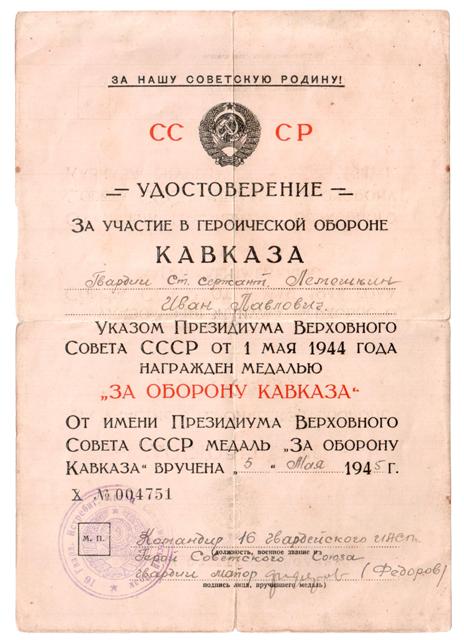 ЗА НАШУ СОВЕТСКУЮ РОДИНУ!
СС СР
УДОСТОВЕРЕНИЕ
ЗА УЧАСТИЕ В ГЕРОИЧЕСКОЙ ОБОРОНЕ
КАВКАЗА
Гвардии Ст. сержант. Лемешкин
Иван Павлович.
УКАЗОМ ПРЕЗИДИУМА ВЕРХОВНОГО
СОВЕТА СССР ОТ 1 МАЯ 1944 ГОДА
НАГРАЖДЕН МЕДАЛЬЮ
„ЗА ОБОРОНУ КАВКАЗА“
ОТ ИМЕНИ ПРЕЗИДИУМА ВЕРХОВНОГО
СОВЕТА СССР МЕДАЛЬ „ЗА ОБОРОНУ
КАВКАЗА“ ВРУЧЕНА „5“ Мая 1945 г.
Х №004751
М. П.
Командир 16 гвардейского
(должность, военное звание и
Герой Советского Союза
гвардии майор (Федоров)
подпись лица, вручившего медаль)